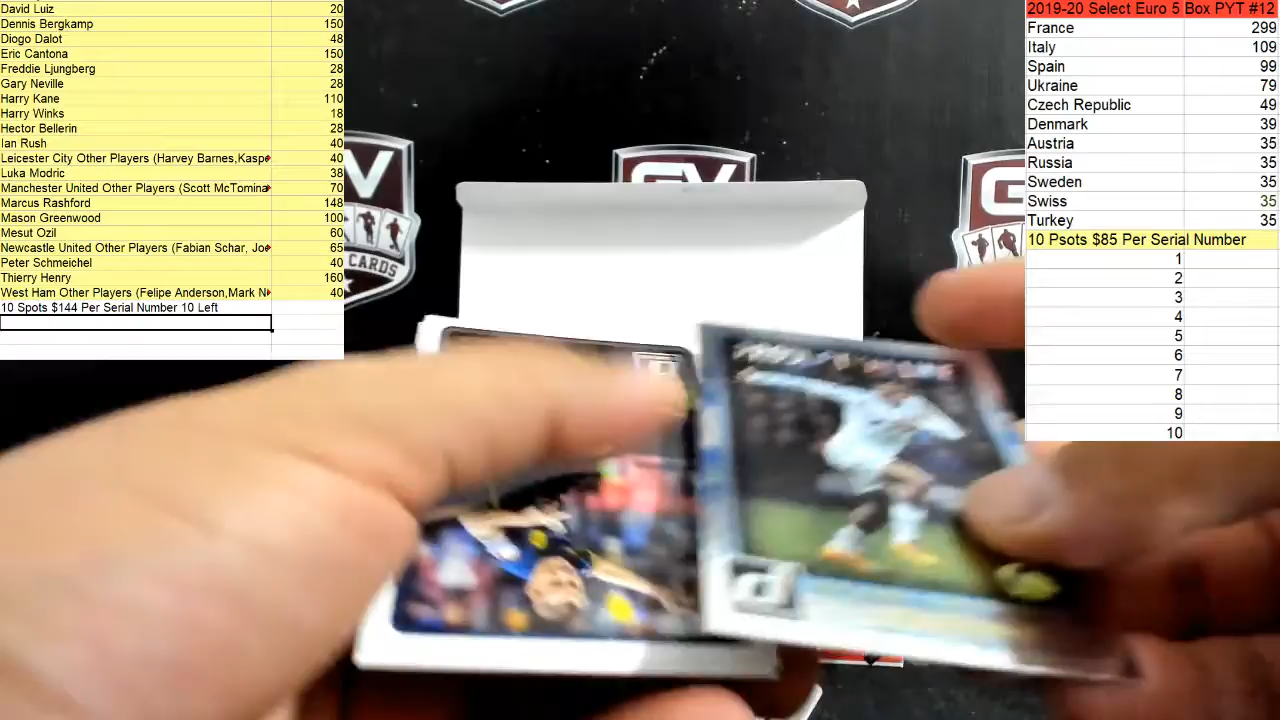 David Luiz 20
Dennis Bergkamp 150
Diogo Dalot 48
Eric Cantona 150
Freddie Ljungberg 28
Gary Neville 28
Harry Kane 110
Harry Winks 18
Hector Bellerin 28
Ian Rush 40
Leicester City Other Players (Harvey Barnes,Kaspe 40
Luka Modric 38
Manchester United Other Players (Scott McTomina 70
Marcus Rashford 148
Mason Greenwood 100
Mesut Ozil 60
Newcastle United Other Players (Fabian Schar, Joe 65
Peter Schmeichel 40
Thierry Henry 160
West Ham Other Players (Felipe Anderson,Mark N 40
10 Spots $144 Per Serial Number 10 Left
2019-20 Select Euro 5 Box PYT #12
France 299
Italy 109
Spain 99
Ukraine 79
Czech Republic 49
Denmark 39
Austria 35
Russia 35
Sweden 35
Swiss 35
Turkey 35
10 Psots $85 Per Serial Number
1
2
3
4
5
6
7
8
9
10
GV
V
CARDS
G
d